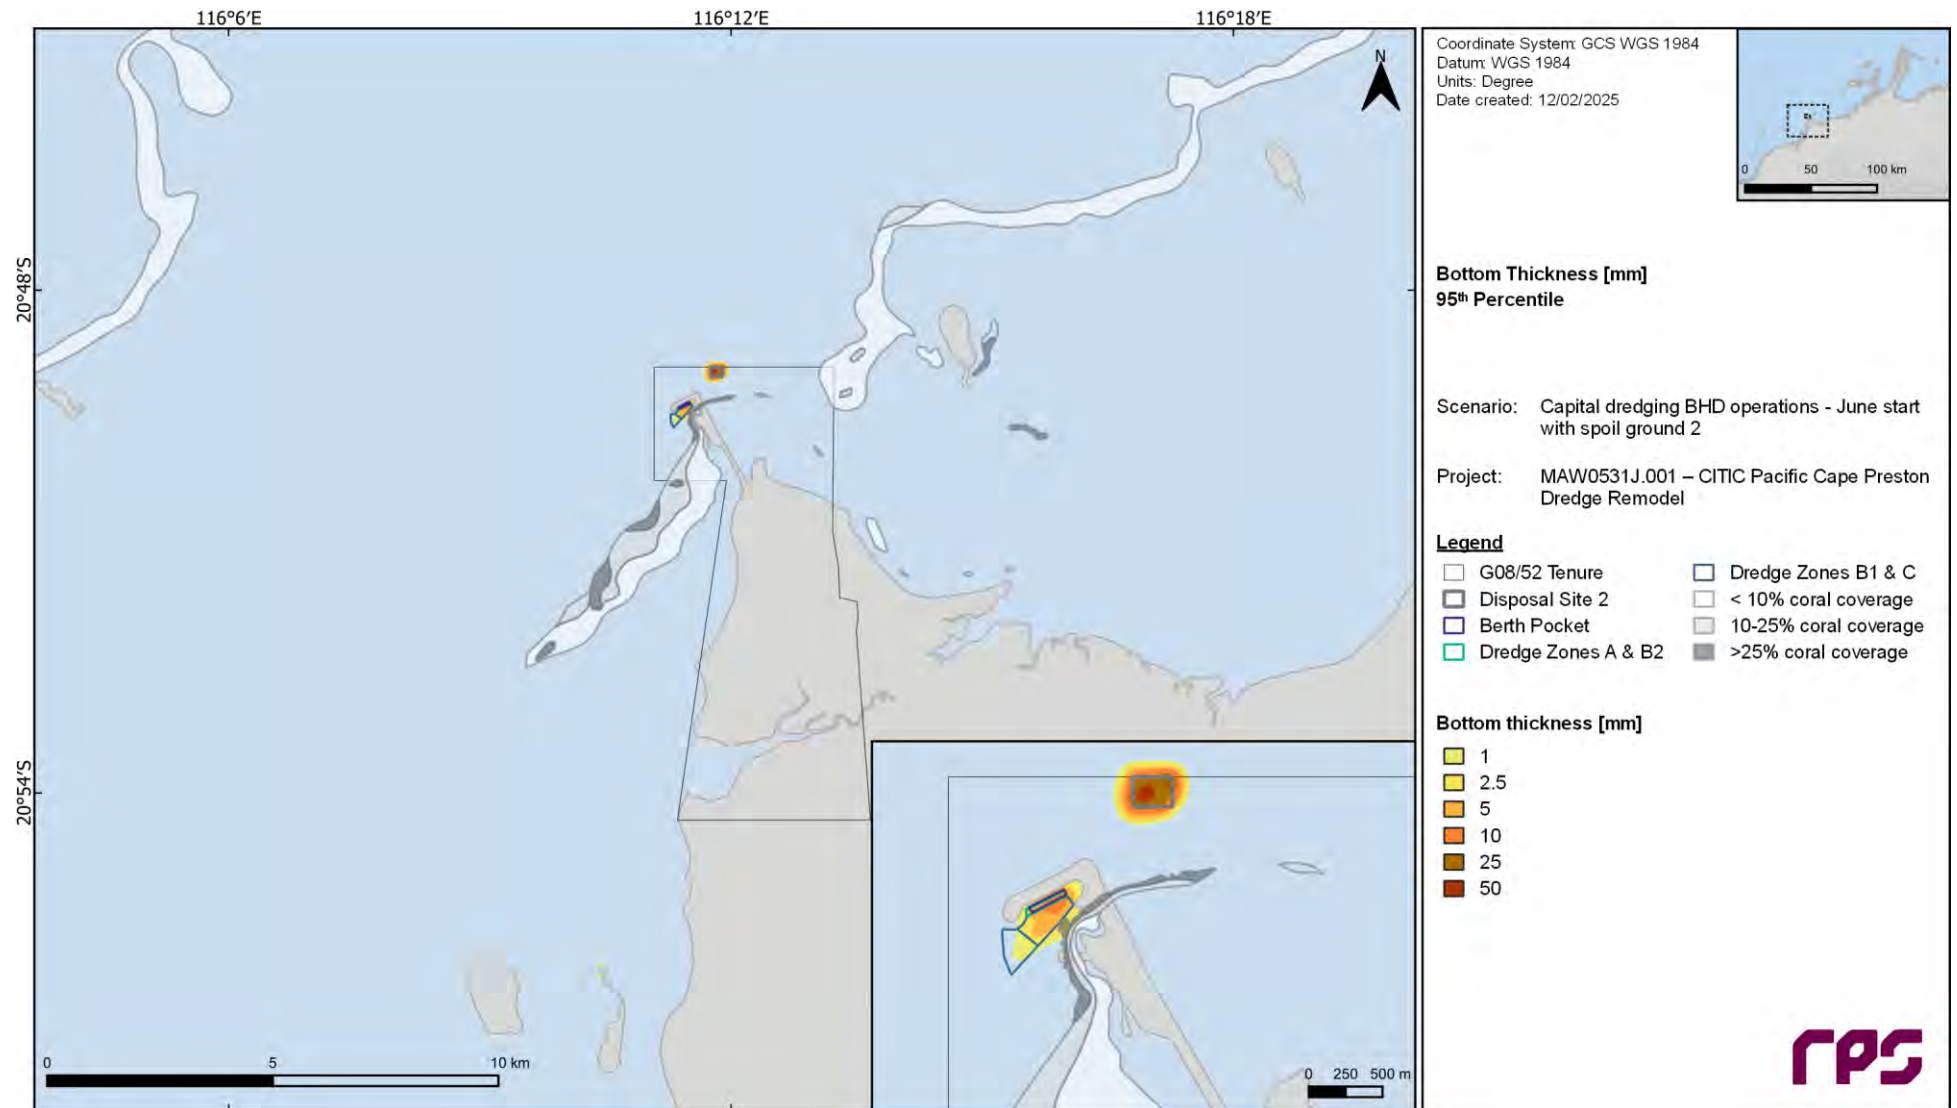 116°6′E
116°12′E
116°18′E
20°48′S
20°54′S
N
0 5 10 km
0 250 500 m
Coordinate System: GCS WGS 1984
Datum: WGS 1984
Units: Degree
Date created: 12/02/2025
0 50 100 km
Bottom Thickness [mm]
95th Percentile
Scenario: Capital dredging BHD operations - June start
with spoil ground 2
Project: MAW0531J.001 – CITIC Pacific Cape Preston
Dredge Remodel
Legend
G08/52 Tenure
Disposal Site 2
Berth Pocket
Dredge Zones A & B2
Dredge Zones B1 & C
< 10% coral coverage
10-25% coral coverage
>25% coral coverage
Bottom thickness [mm]
1
2.5
5
10
25
50
rps